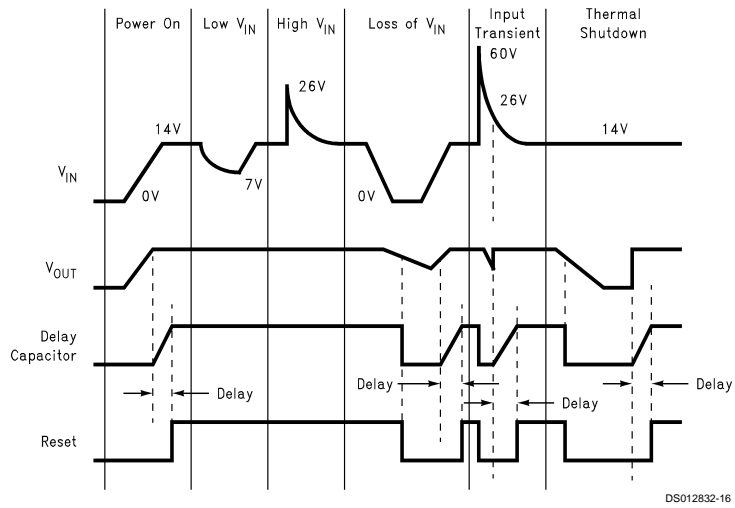 Power On
Low VIN
High VIN
Loss of VIN
Input
Transient
Thermal
Shutdown
60V
26V
26V
14V
14V
VIN
7V
0V
0V
VOUT
Delay
Capacitor
Delay
Delay
Delay
Delay
Reset
DS012832-16